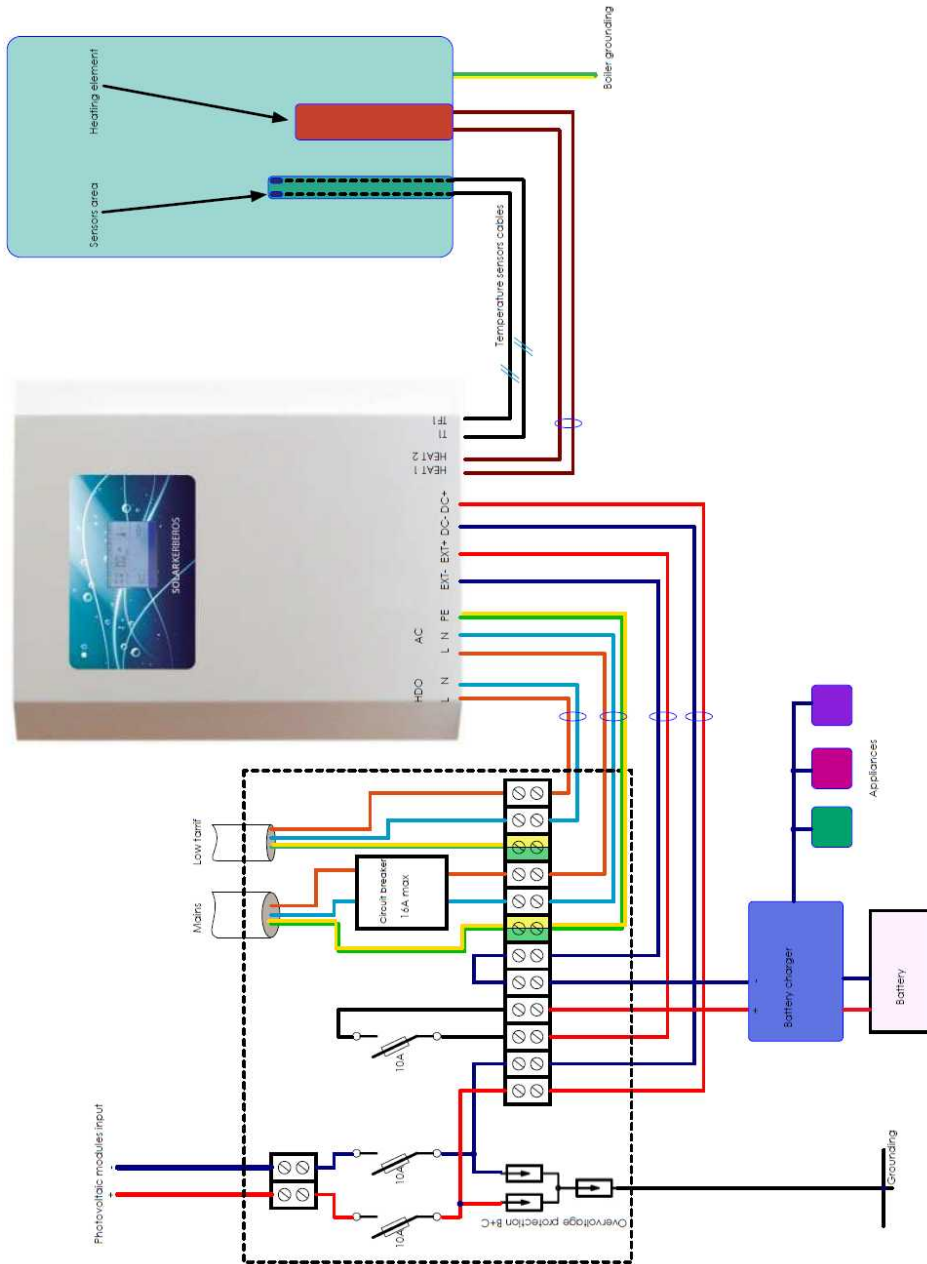 Photovoltaic modules input
+
-
Mains
Low tarrif
Circuit breaker
16A max
10A
10A
10A
Overvoltage protection B+C
Grounding
SOLARKERBEROS
HDO
L
N
AC
L
N
PE
EXT-
EXT+
DC-
DC+
HEAT 1
HEAT 2
T1
TF1
Temperature sensors cables
Sensors area
Heating element
Boiler grounding
+
-
Battery charger
Battery
Appliances